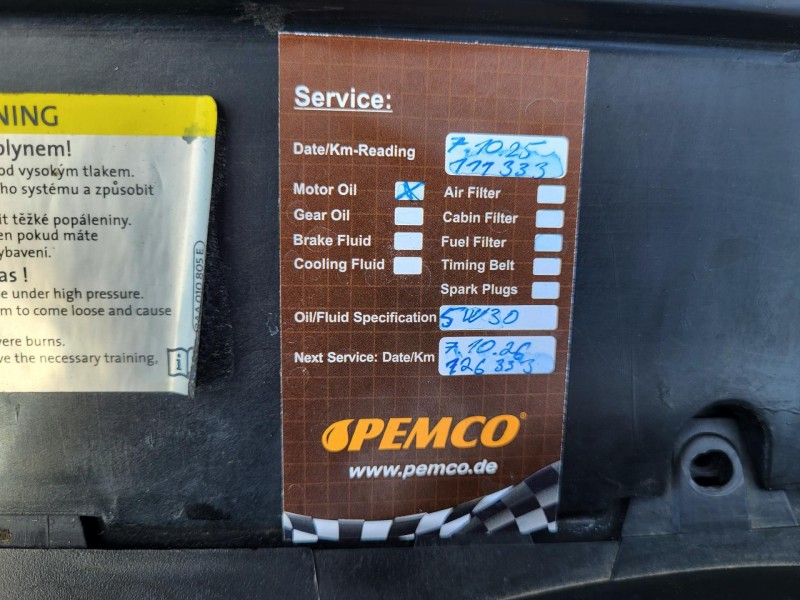 NING
plynem!
od vysokým tlakem.
ho systému a způsobit
it těžké popáleniny.
en pokud máte
ybavení.
as !
e under high pressure.
m to come loose and cause
vere burns.
ve the necessary training,
Service:
Date/Km-Reading 7.10.25
111 333
Motor Oil X Air Filter
Gear Oil Cabin Filter
Brake Fluid Fuel Filter
Cooling Fluid Timing Belt
Spark Plugs
Oil/Fluid Specification 5W30
Next Service: Date/Km 7.10.26
126 333
PEMCO®
www.pemco.de